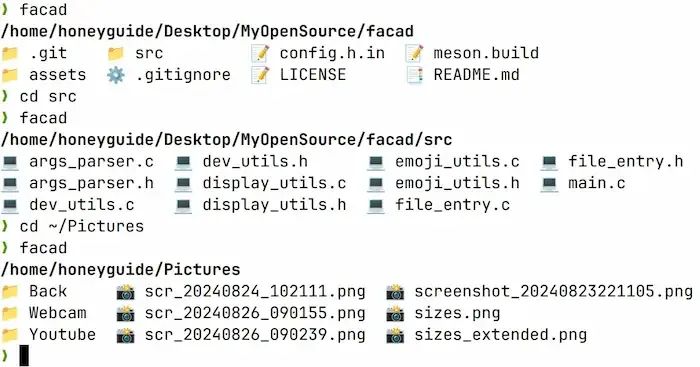 ❯ facad
/home/honeyguide/Desktop/MyOpenSource/facad
📁 .git 📁 src 📝 config.h.in 📝 meson.build
📁 assets ⚙️ .gitignore 📝 LICENSE 📑 README.md
❯ cd src
❯ facad
/home/honeyguide/Desktop/MyOpenSource/facad/src
💻 args_parser.c 💻 dev_utils.h 💻 emoji_utils.c 💻 file_entry.h
💻 args_parser.h 💻 display_utils.c 💻 emoji_utils.h 💻 main.c
💻 dev_utils.c 💻 display_utils.h 💻 file_entry.c
❯ cd ~/Pictures
❯ facad
/home/honeyguide/Pictures
📁 Back 📸 scr_20240824_102111.png 📸 screenshot_20240823221105.png
📁 Webcam 📸 scr_20240826_090155.png 📸 sizes.png
📁 Youtube 📸 scr_20240826_090239.png 📸 sizes_extended.png
❯